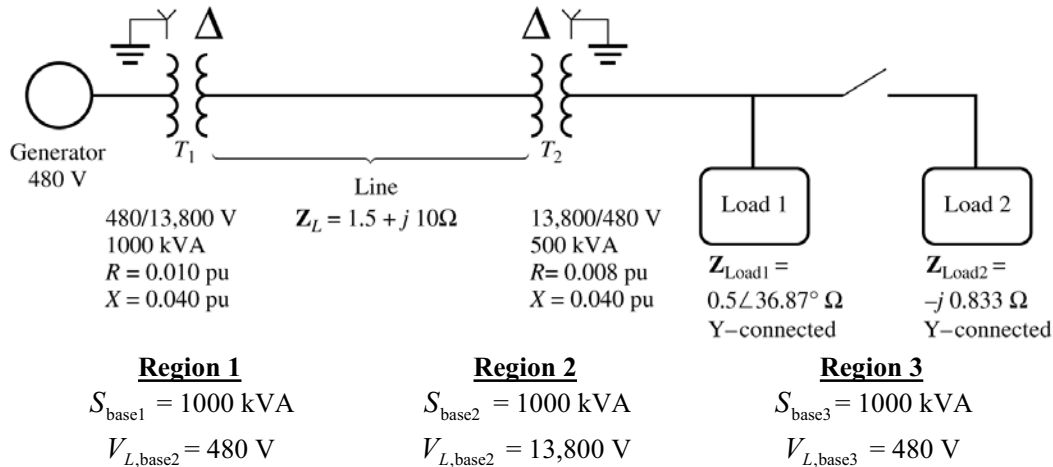 Δ Δ
T1 T2
Generator
480 V
Line
Load 1 Load 2
480/13,800 V ZL = 1.5 + j 10Ω 13,800/480 V
1000 kVA 500 kVA
R = 0.010 pu R= 0.008 pu
X = 0.040 pu X = 0.040 pu
ZLoad1 = ZLoad2 =
0.5∠36.87° Ω –j 0.833 Ω
Y–connected Y–connected
Region 1 Region 2 Region 3
Sbase1 = 1000 kVA Sbase2 = 1000 kVA Sbase3 = 1000 kVA
VL,base2 = 480 V VL,base2 = 13,800 V VL,base3 = 480 V